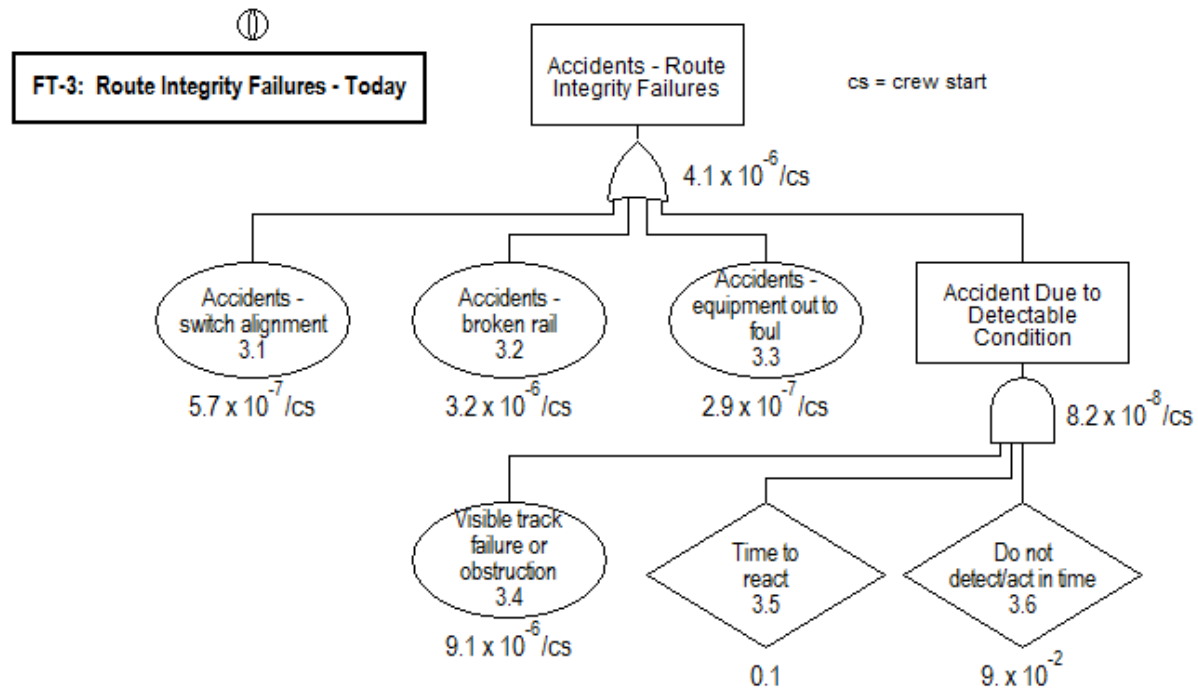 FT-3: Route Integrity Failures - Today
Accidents - Route
Integrity Failures
cs = crew start
4.1 x 10⁻⁶/cs
Accidents -
switch alignment
3.1
5.7 x 10⁻⁷/cs
Accidents -
broken rail
3.2
3.2 x 10⁻⁶/cs
Accidents -
equipment out to
foul
3.3
2.9 x 10⁻⁷/cs
Accident Due to
Detectable
Condition
8.2 x 10⁻⁸/cs
Visible track
failure or
obstruction
3.4
9.1 x 10⁻⁶/cs
Time to
react
3.5
0.1
Do not
detect/act in time
3.6
9. x 10⁻²